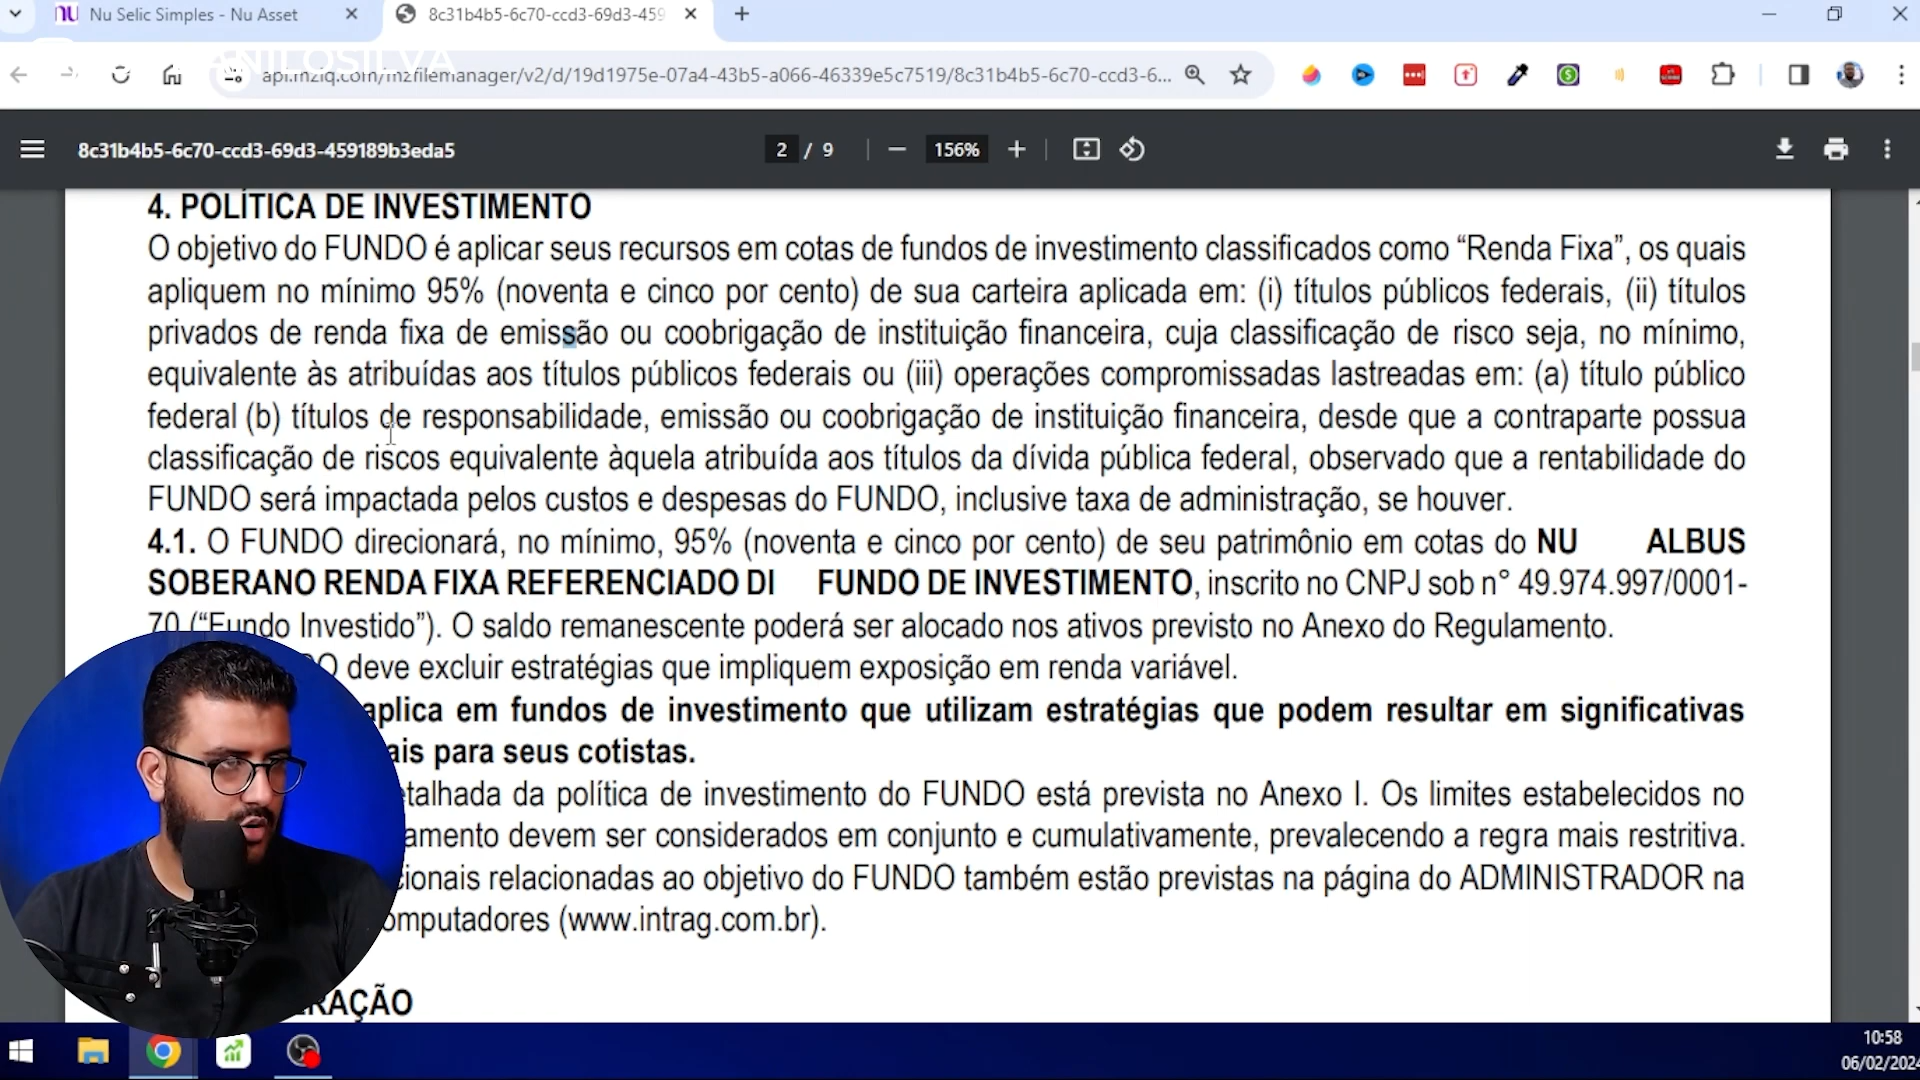 Nu Selic Simples - Nu Asset
8c31b4b5-6c70-ccd3-69d3-459
NILOSILVA
api.mziq.com/mzfilemanager/v2/d/19d1975e-07a4-43b5-a066-46339e5c7519/8c31b4b5-6c70-ccd3-6...
8c31b4b5-6c70-ccd3-69d3-459189b3eda5
2 / 9
156%
4. POLÍTICA DE INVESTIMENTO
O objetivo do FUNDO é aplicar seus recursos em cotas de fundos de investimento classificados como “Renda Fixa”, os quais
apliquem no mínimo 95% (noventa e cinco por cento) de sua carteira aplicada em: (i) títulos públicos federais, (ii) títulos
privados de renda fixa de emissão ou coobrigação de instituição financeira, cuja classificação de risco seja, no mínimo,
equivalente às atribuídas aos títulos públicos federais ou (iii) operações compromissadas lastreadas em: (a) título público
federal (b) títulos de responsabilidade, emissão ou coobrigação de instituição financeira, desde que a contraparte possua
classificação de riscos equivalente àquela atribuída aos títulos da dívida pública federal, observado que a rentabilidade do
FUNDO será impactada pelos custos e despesas do FUNDO, inclusive taxa de administração, se houver.
4.1. O FUNDO direcionará, no mínimo, 95% (noventa e cinco por cento) de seu patrimônio em cotas do NU ALBUS
SOBERANO RENDA FIXA REFERENCIADO DI FUNDO DE INVESTIMENTO, inscrito no CNPJ sob n° 49.974.997/0001-
70 (“Fundo Investido”). O saldo remanescente poderá ser alocado nos ativos previsto no Anexo do Regulamento.
O deve excluir estratégias que impliquem exposição em renda variável.
aplica em fundos de investimento que utilizam estratégias que podem resultar em significativas
ais para seus cotistas.
etalhada da política de investimento do FUNDO está prevista no Anexo I. Os limites estabelecidos no
amento devem ser considerados em conjunto e cumulativamente, prevalecendo a regra mais restritiva.
cionais relacionadas ao objetivo do FUNDO também estão previstas na página do ADMINISTRADOR na
omputadores (www.intrag.com.br).
ERAÇÃO
10:58
06/02/2024